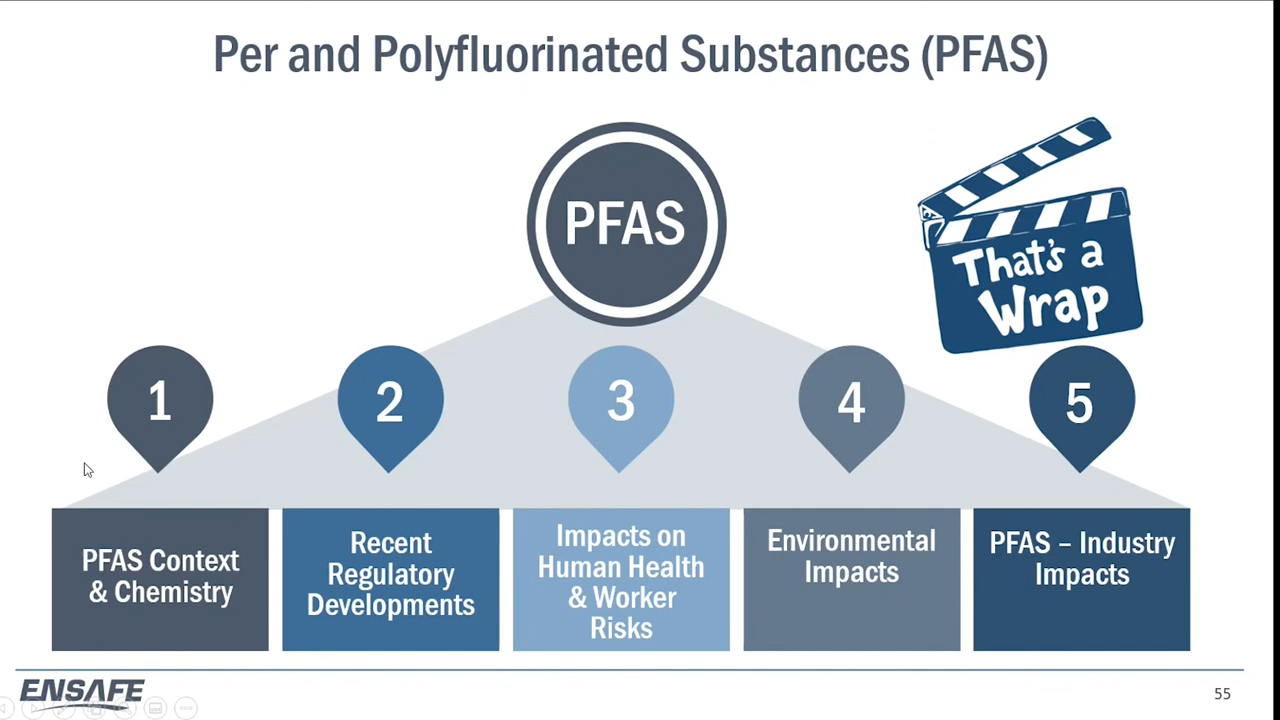 Per and Polyfluorinated Substances (PFAS)
PFAS
That's a
Wrap
1
2
3
4
5
PFAS Context
& Chemistry
Recent
Regulatory
Developments
Impacts on
Human Health
& Worker
Risks
Environmental
Impacts
PFAS – Industry
Impacts
ENSAFE
55